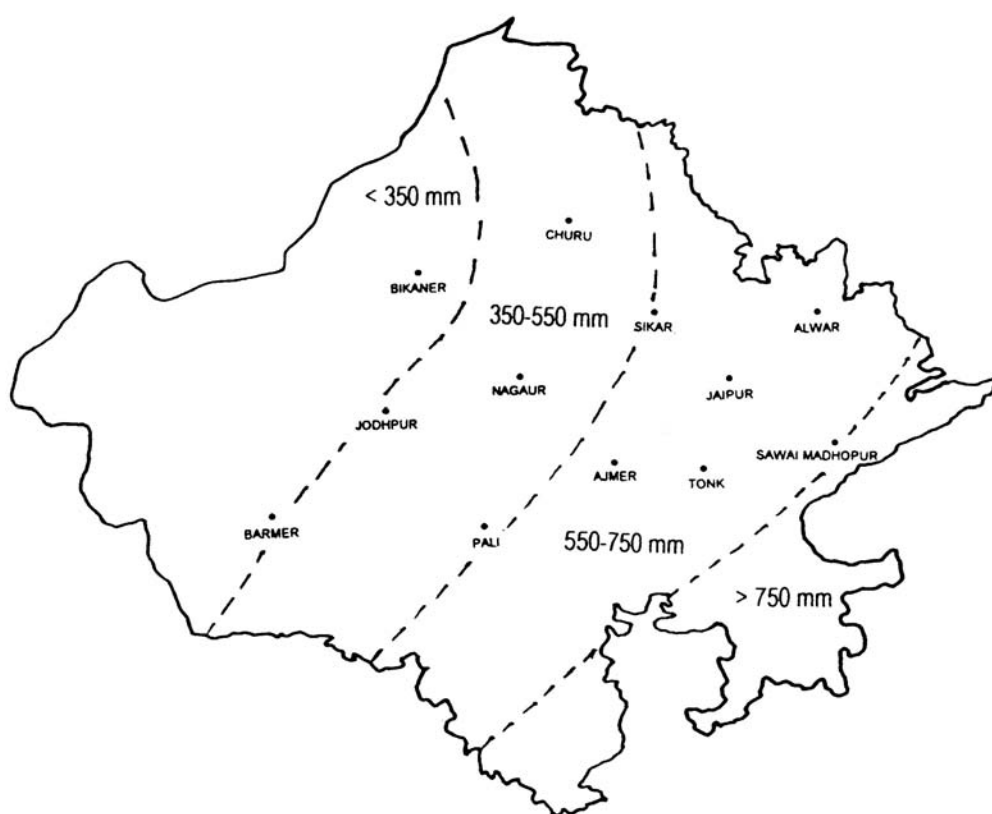 < 350 mm
CHURU
BIKANER
350-550 mm
SIKAR
ALWAR
NAGAUR
JAIPUR
JODHPUR
SAWAI MADHOPUR
AJMER
TONK
BARMER
PALI
550-750 mm
> 750 mm